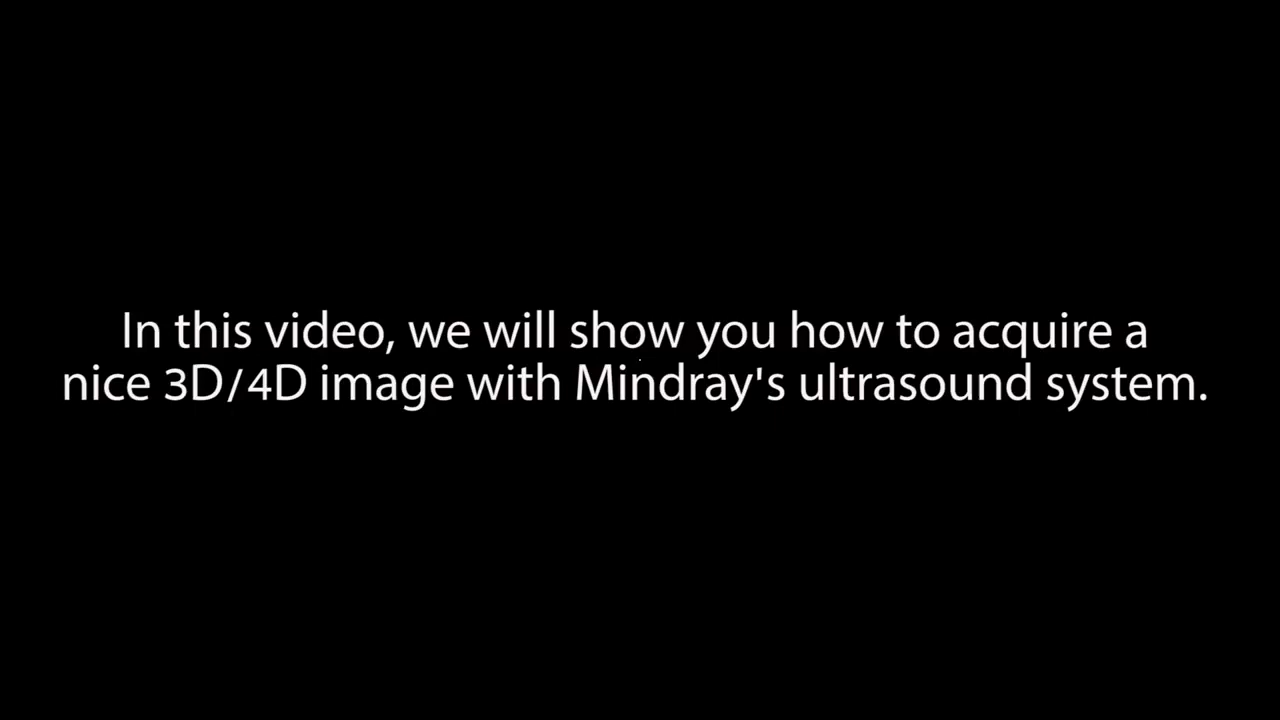 In this video, we will show you how to acquire a
nice 3D/4D image with Mindray's ultrasound system.